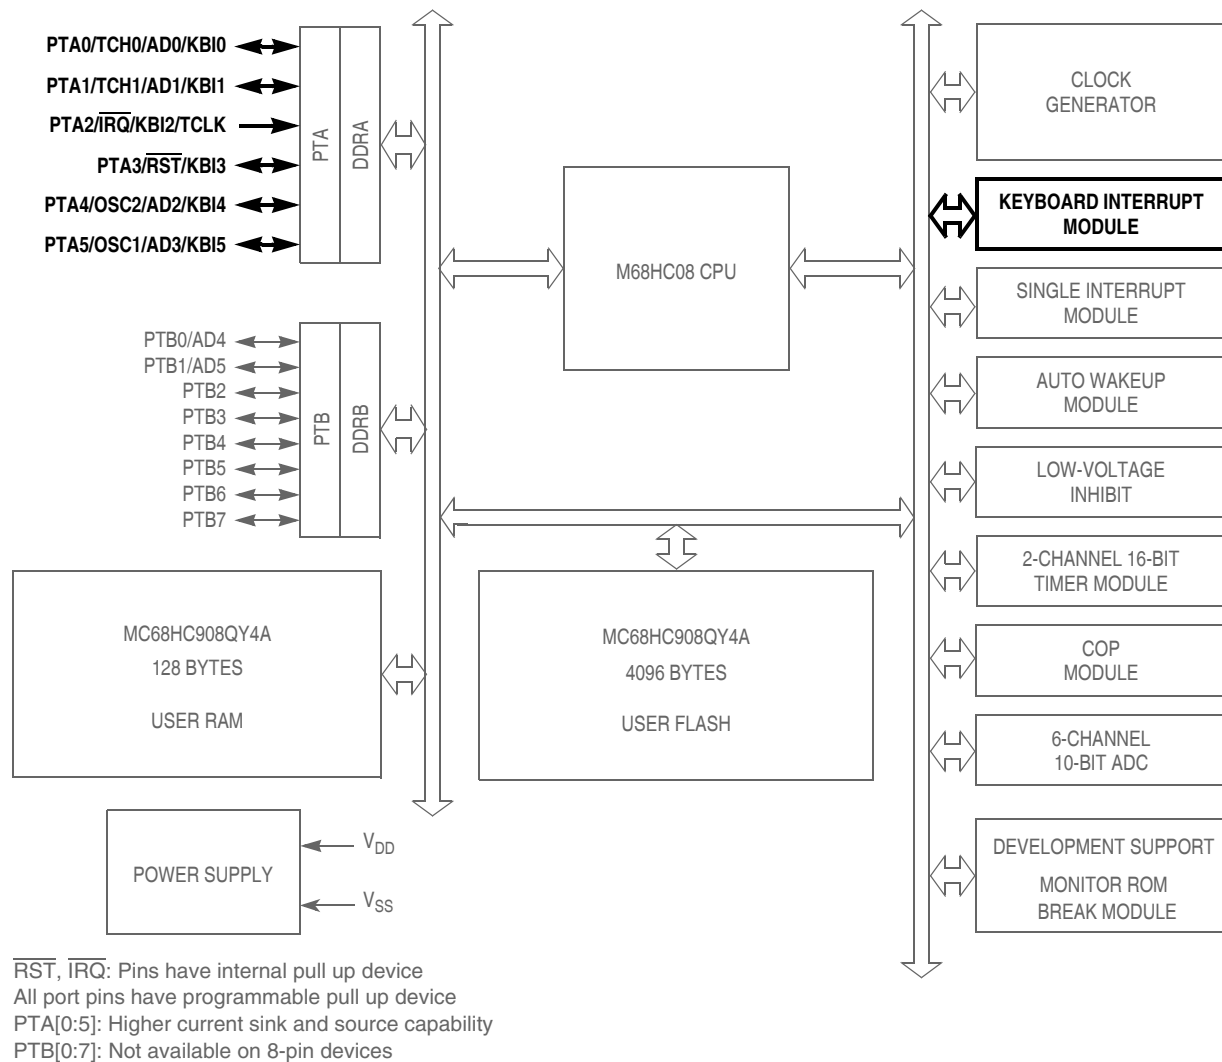 PTA0/TCH0/AD0/KBI0
PTA1/TCH1/AD1/KBI1
PTA2/IRQ/KBI2/TCLK
PTA3/RST/KBI3
PTA4/OSC2/AD2/KBI4
PTA5/OSC1/AD3/KBI5
PTA
DDRA
PTB0/AD4
PTB1/AD5
PTB2
PTB3
PTB4
PTB5
PTB6
PTB7
PTB
DDRB
M68HC08 CPU
CLOCK
GENERATOR
KEYBOARD INTERRUPT
MODULE
SINGLE INTERRUPT
MODULE
AUTO WAKEUP
MODULE
LOW-VOLTAGE
INHIBIT
2-CHANNEL 16-BIT
TIMER MODULE
COP
MODULE
6-CHANNEL
10-BIT ADC
DEVELOPMENT SUPPORT
MONITOR ROM
BREAK MODULE
MC68HC908QY4A
128 BYTES
USER RAM
MC68HC908QY4A
4096 BYTES
USER FLASH
POWER SUPPLY
VDD
VSS
RST, IRQ: Pins have internal pull up device
All port pins have programmable pull up device
PTA[0:5]: Higher current sink and source capability
PTB[0:7]: Not available on 8-pin devices